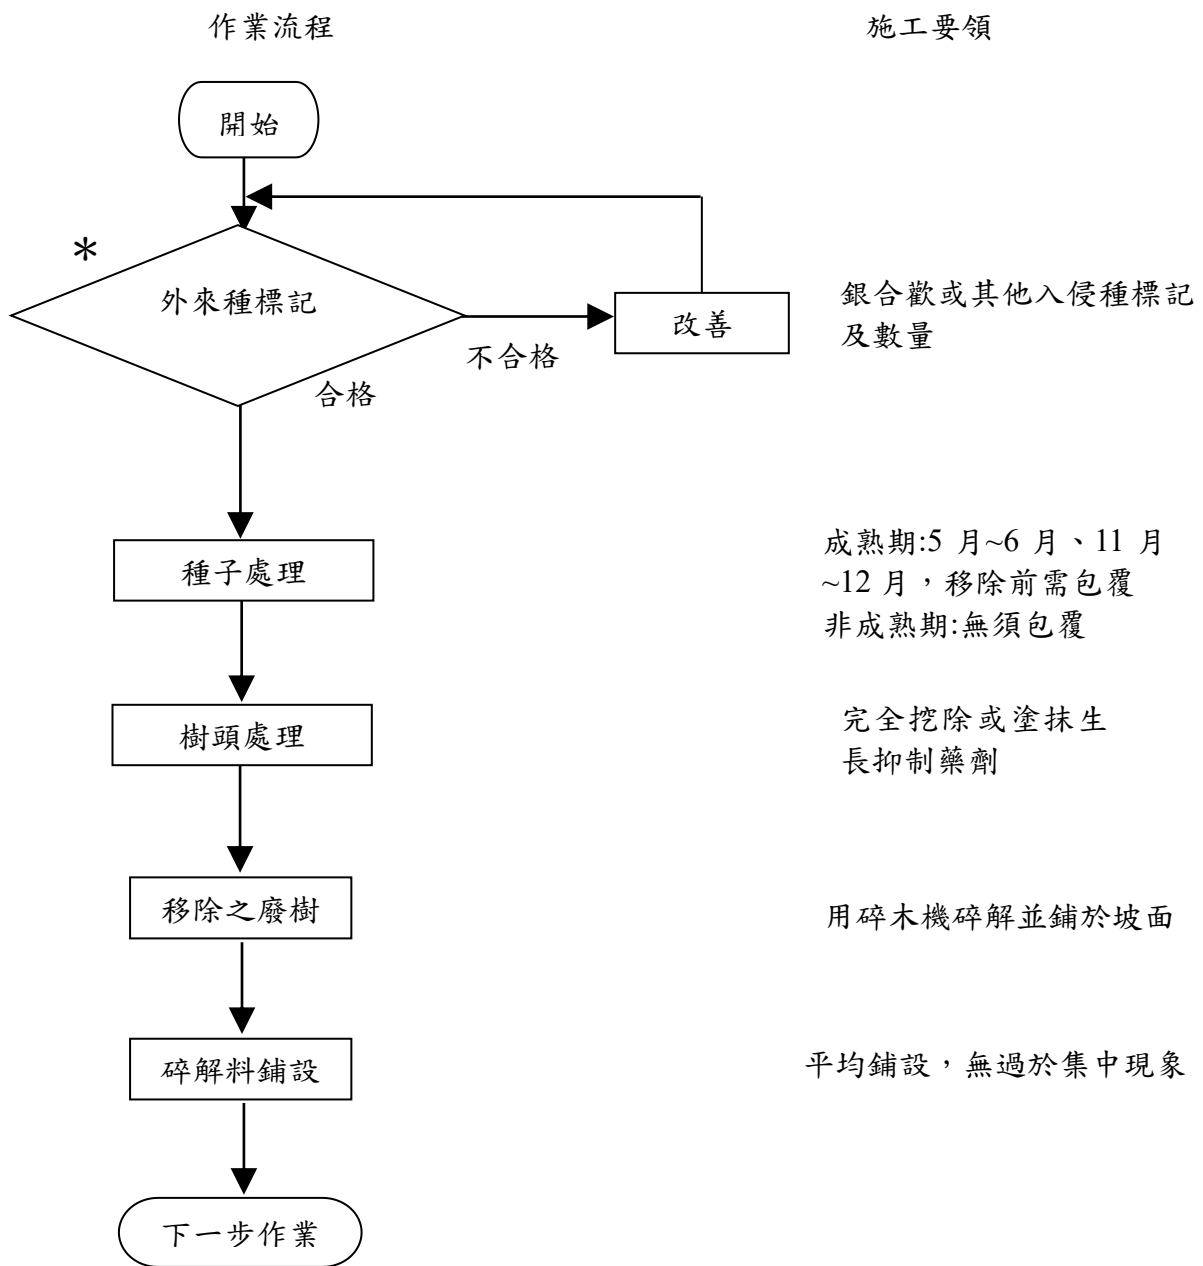 作業流程
施工要領
開始
*
外來種標記
不合格
改善
合格
銀合歡或其他入侵種標記
及數量
種子處理
成熟期:5 月~6 月、11 月
~12 月，移除前需包覆
非成熟期:無須包覆
樹頭處理
完全挖除或塗抹生
長抑制藥劑
移除之廢樹
用碎木機碎解並鋪於坡面
碎解料鋪設
平均鋪設，無過於集中現象
下一步作業